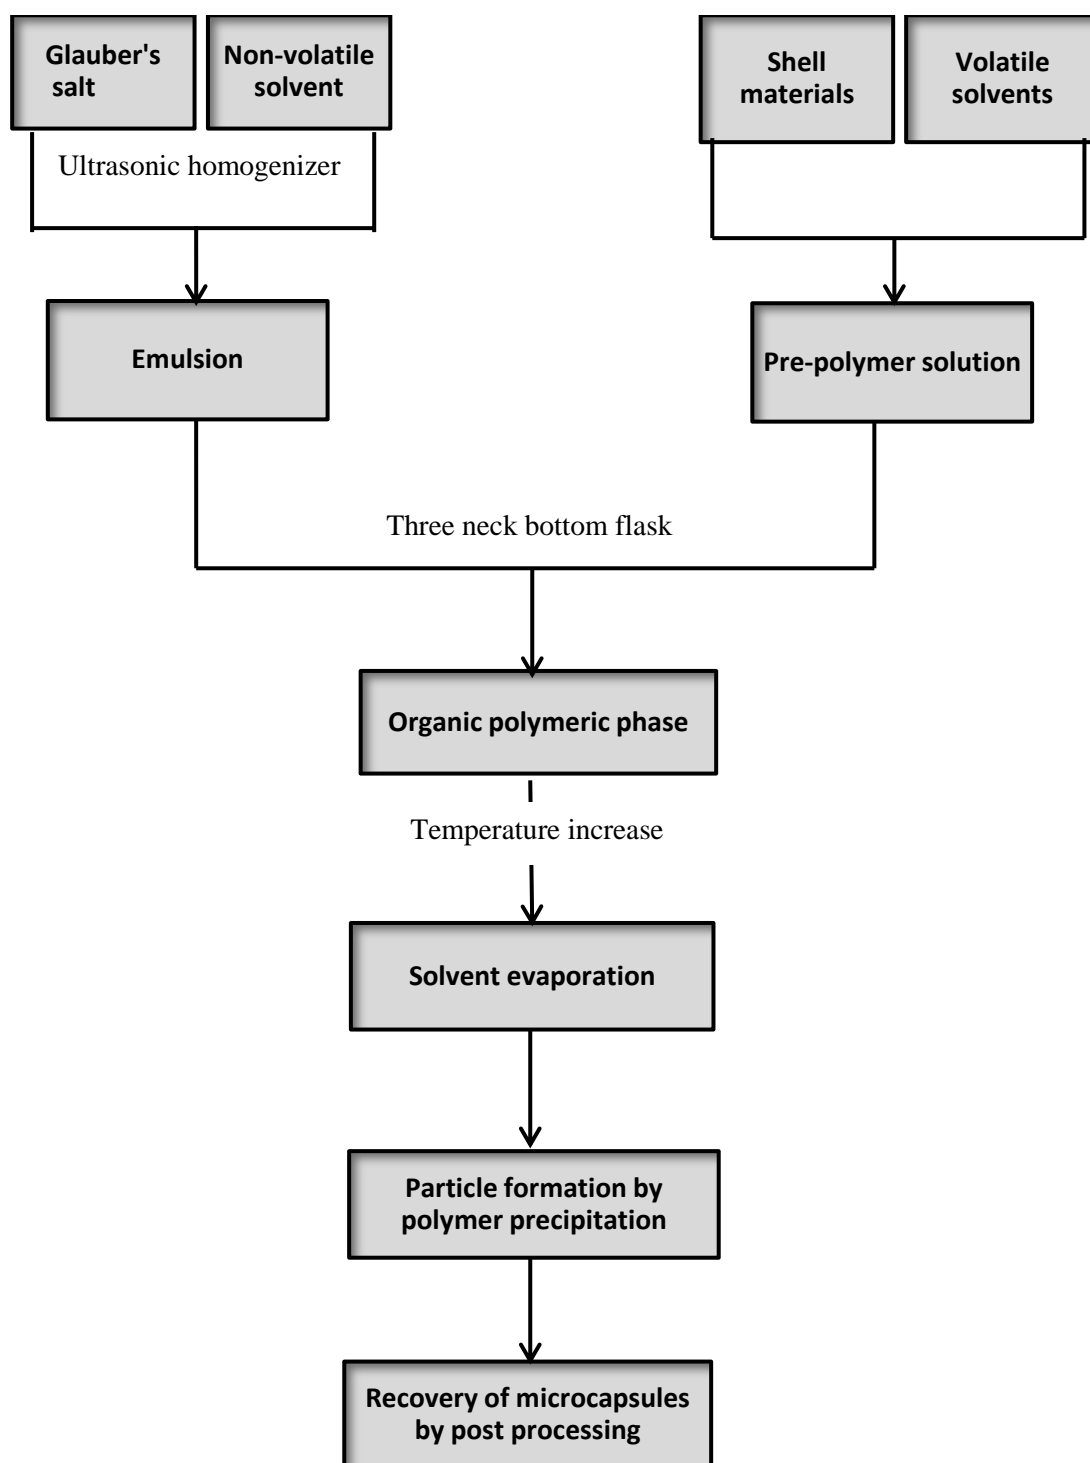 Glauber's
salt
Non-volatile
solvent
Shell
materials
Volatile
solvents
Ultrasonic homogenizer
Emulsion
Pre-polymer solution
Three neck bottom flask
Organic polymeric phase
Temperature increase
Solvent evaporation
Particle formation by
polymer precipitation
Recovery of microcapsules
by post processing